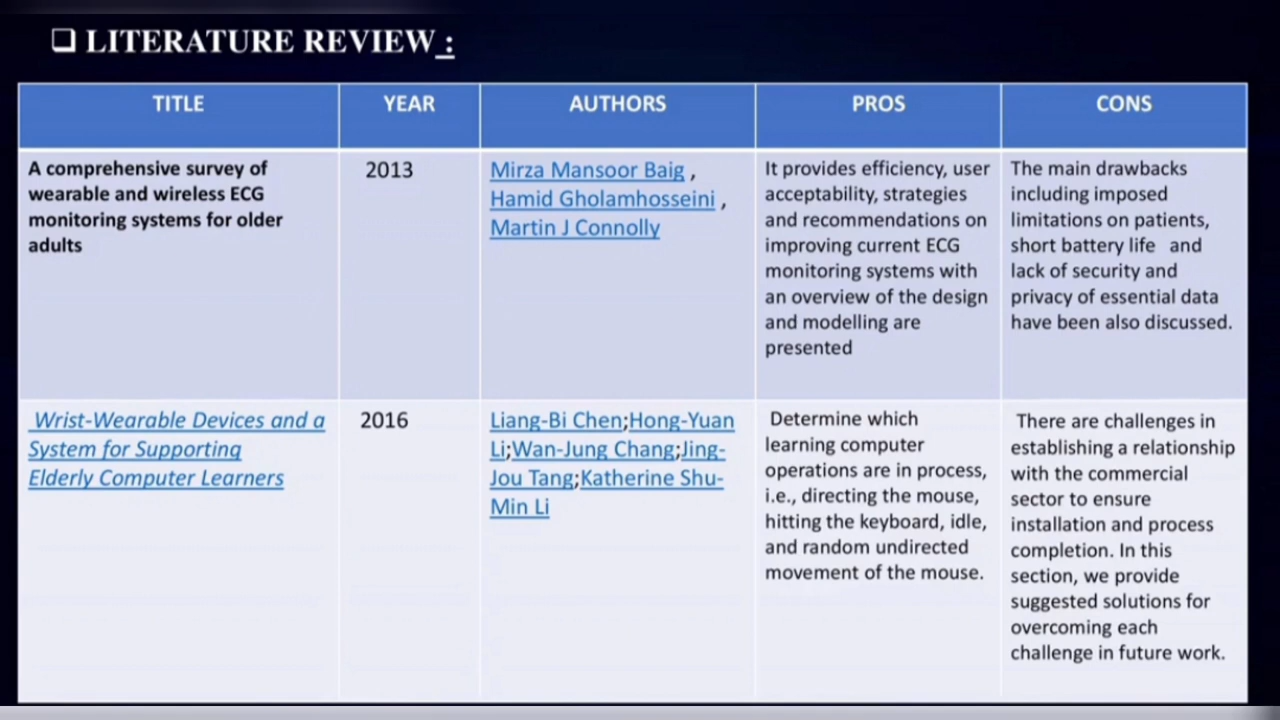 ❑ LITERATURE REVIEW :
TITLE
YEAR
AUTHORS
PROS
CONS
A comprehensive survey of
wearable and wireless ECG
monitoring systems for older
adults
2013
Mirza Mansoor Baig ,
Hamid Gholamhosseini ,
Martin J Connolly
It provides efficiency, user
acceptability, strategies
and recommendations on
improving current ECG
monitoring systems with
an overview of the design
and modelling are
presented
The main drawbacks
including imposed
limitations on patients,
short battery life and
lack of security and
privacy of essential data
have been also discussed.
Wrist-Wearable Devices and a
System for Supporting
Elderly Computer Learners
2016
Liang-Bi Chen;Hong-Yuan
Li;Wan-Jung Chang;Jing-
Jou Tang;Katherine Shu-
Min Li
Determine which
learning computer
operations are in process,
i.e., directing the mouse,
hitting the keyboard, idle,
and random undirected
movement of the mouse.
There are challenges in
establishing a relationship
with the commercial
sector to ensure
installation and process
completion. In this
section, we provide
suggested solutions for
overcoming each
challenge in future work.